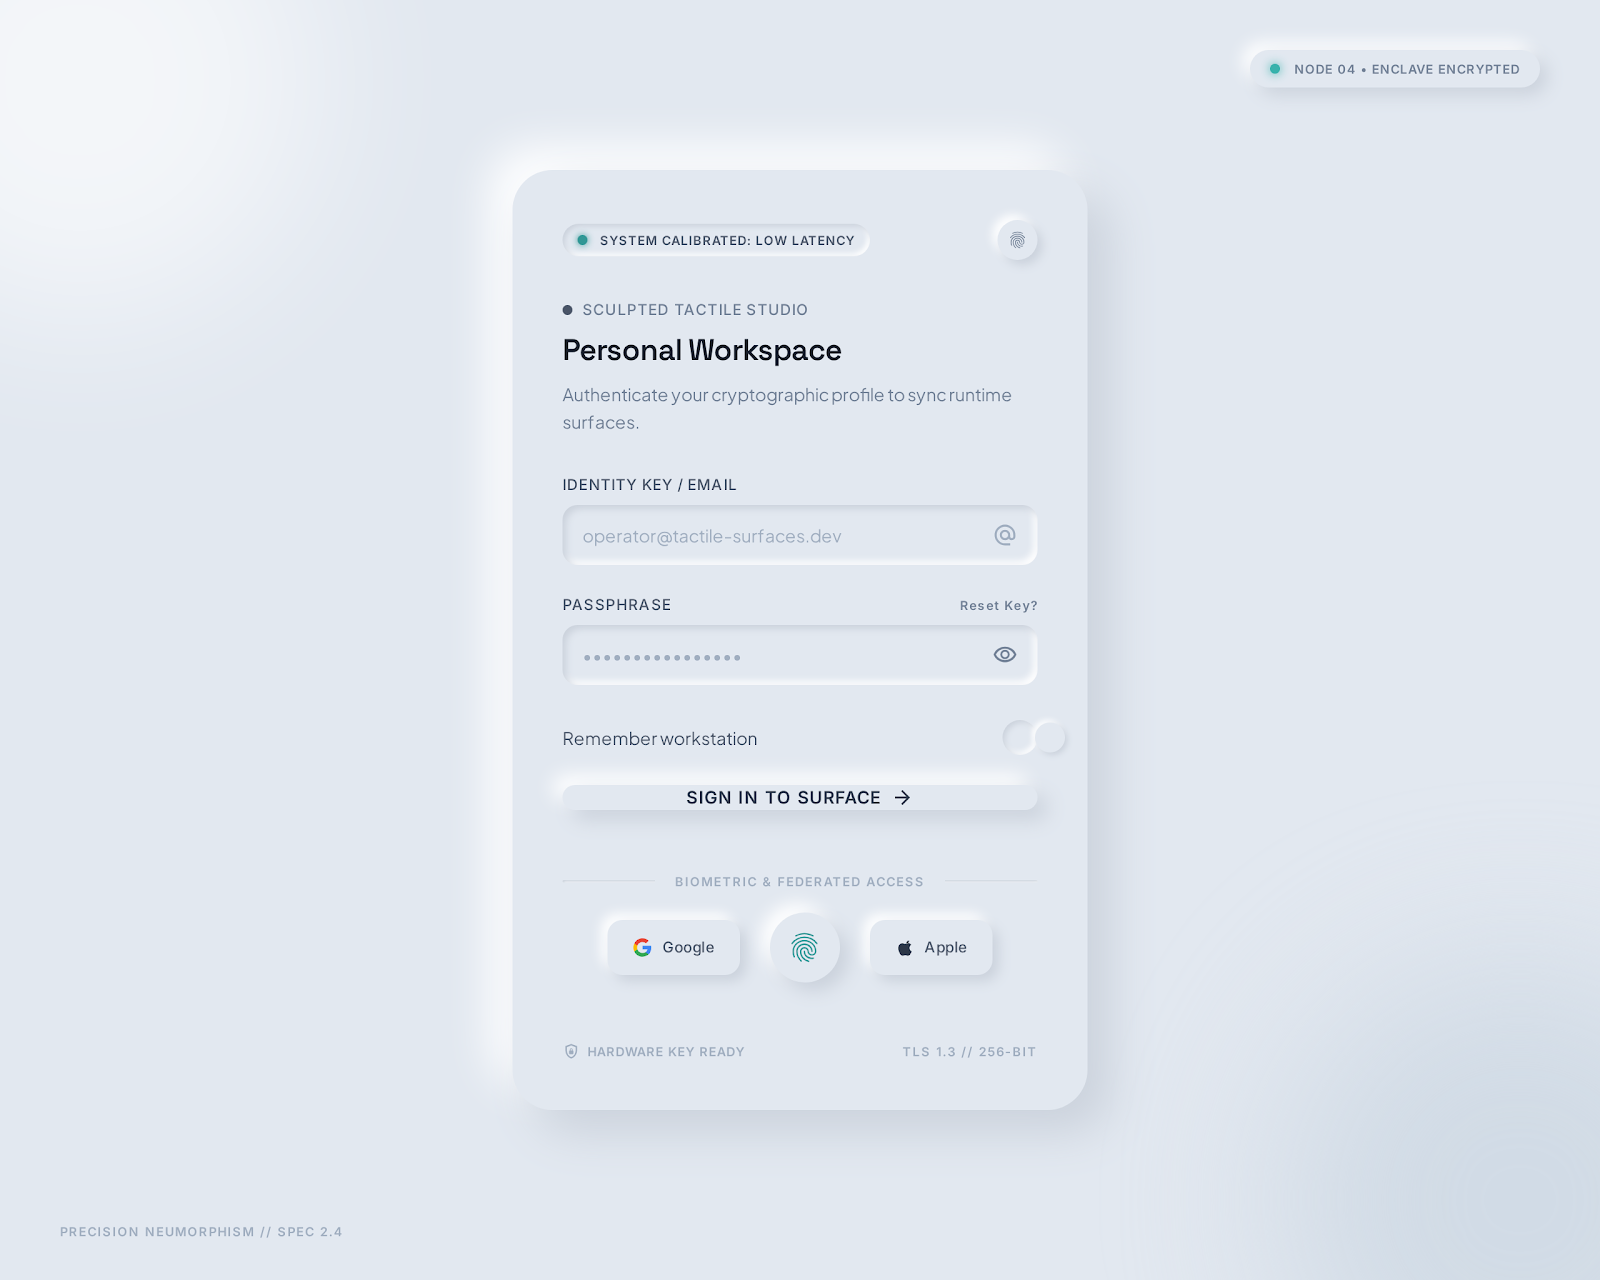 NODE 04 • ENCLAVE ENCRYPTED
SYSTEM CALIBRATED: LOW LATENCY
SCULPTED TACTILE STUDIO
Personal Workspace
Authenticate your cryptographic profile to sync runtime
surfaces.
IDENTITY KEY / EMAIL
operator@tactile-surfaces.dev
PASSPHRASE
Reset Key?
••••••••••••••••
Remember workstation
SIGN IN TO SURFACE →
BIOMETRIC & FEDERATED ACCESS
Google
Apple
HARDWARE KEY READY
TLS 1.3 // 256-BIT
PRECISION NEUMORPHISM // SPEC 2.4